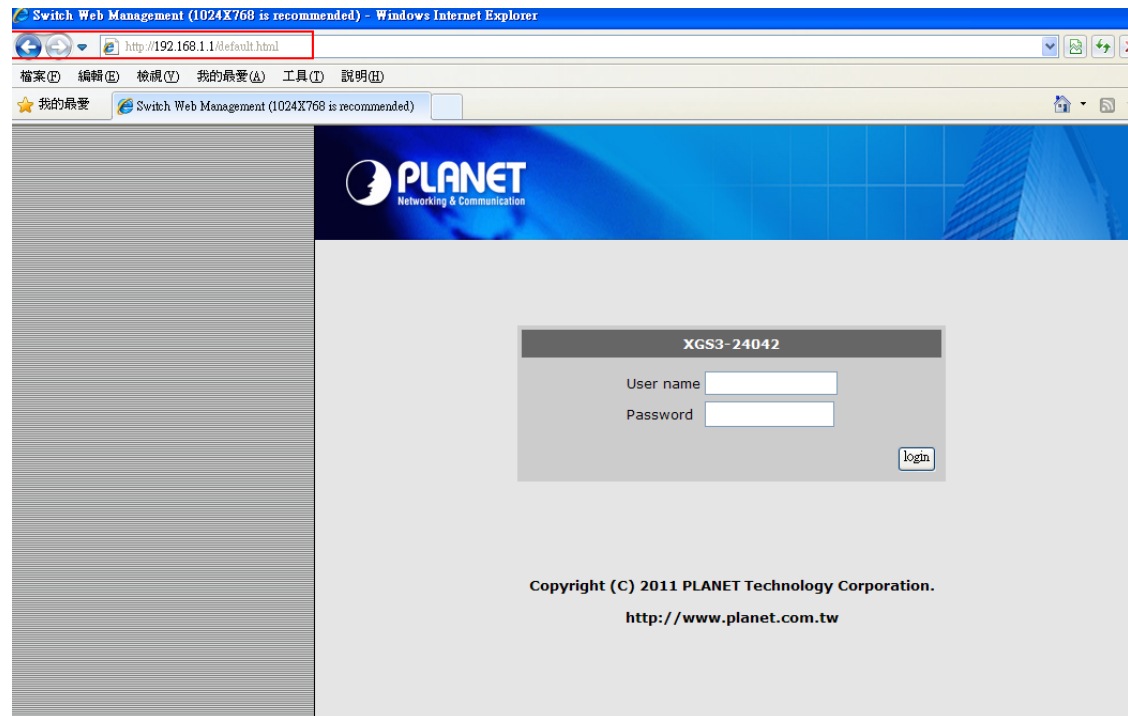 Switch Web Management (1024X768 is recommended) - Windows Internet Explorer
http://192.168.1.1/default.html
檔案(F) 編輯(E) 檢視(V) 我的最愛(A) 工具(T) 說明(H)
我的最愛 Switch Web Management (1024X768 is recommended)
PLANET
Networking & Communication
XGS3-24042
User name
Password
login
Copyright (C) 2011 PLANET Technology Corporation.
http://www.planet.com.tw